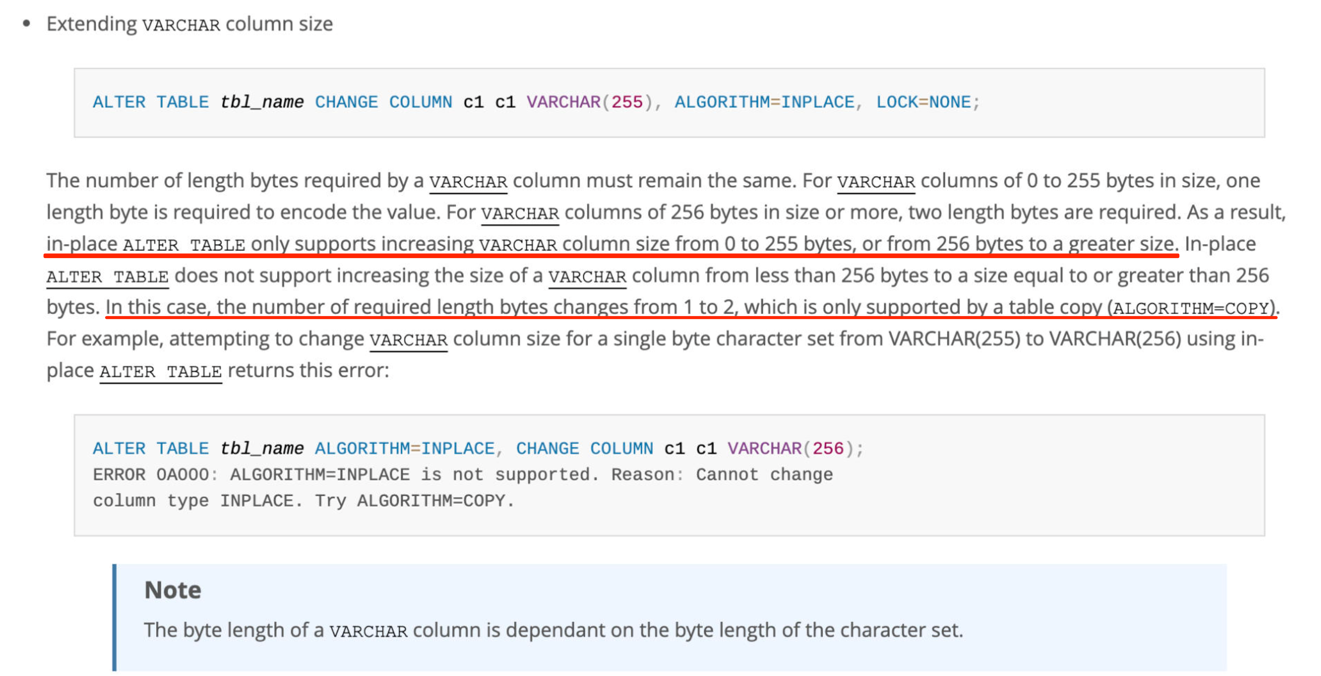 • Extending VARCHAR column size
ALTER TABLE tbl_name CHANGE COLUMN c1 c1 VARCHAR(255), ALGORITHM=INPLACE, LOCK=NONE;
The number of length bytes required by a VARCHAR column must remain the same. For VARCHAR columns of 0 to 255 bytes in size, one
length byte is required to encode the value. For VARCHAR columns of 256 bytes in size or more, two length bytes are required. As a result,
in-place ALTER TABLE only supports increasing VARCHAR column size from 0 to 255 bytes, or from 256 bytes to a greater size. In-place
ALTER TABLE does not support increasing the size of a VARCHAR column from less than 256 bytes to a size equal to or greater than 256
bytes. In this case, the number of required length bytes changes from 1 to 2, which is only supported by a table copy (ALGORITHM=COPY).
For example, attempting to change VARCHAR column size for a single byte character set from VARCHAR(255) to VARCHAR(256) using in-
place ALTER TABLE returns this error:
ALTER TABLE tbl_name ALGORITHM=INPLACE, CHANGE COLUMN c1 c1 VARCHAR(256);
ERROR 0A000: ALGORITHM=INPLACE is not supported. Reason: Cannot change
column type INPLACE. Try ALGORITHM=COPY.
Note
The byte length of a VARCHAR column is dependant on the byte length of the character set.